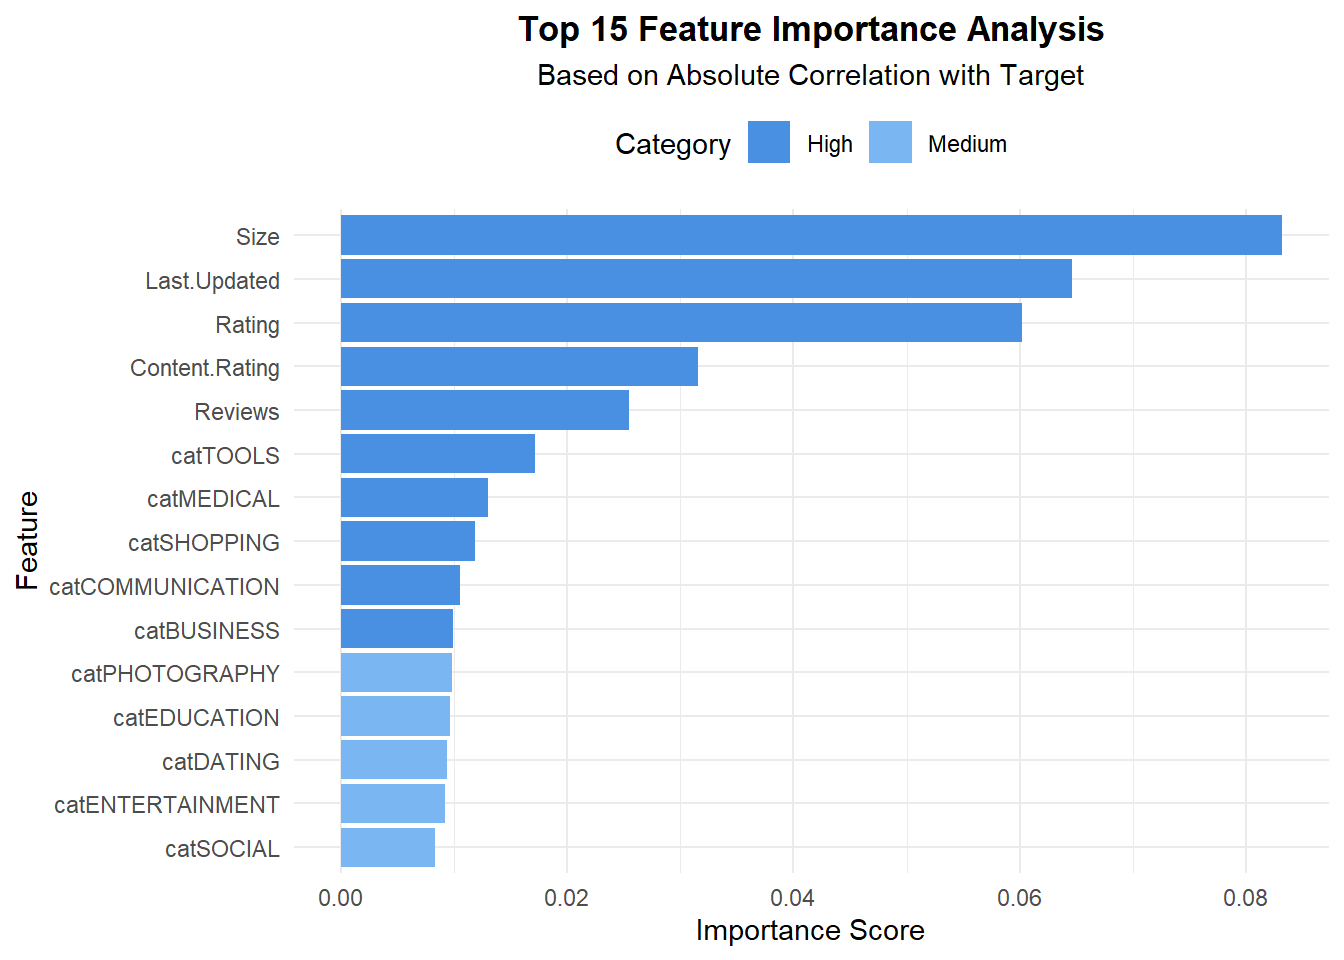 Top 15 Feature Importance Analysis
Based on Absolute Correlation with Target
Category High Medium
Feature
Size
Last.Updated
Rating
Content.Rating
Reviews
catTOOLS
catMEDICAL
catSHOPPING
catCOMMUNICATION
catBUSINESS
catPHOTOGRAPHY
catEDUCATION
catDATING
catENTERTAINMENT
catSOCIAL
0.00 0.02 0.04 0.06 0.08
Importance Score